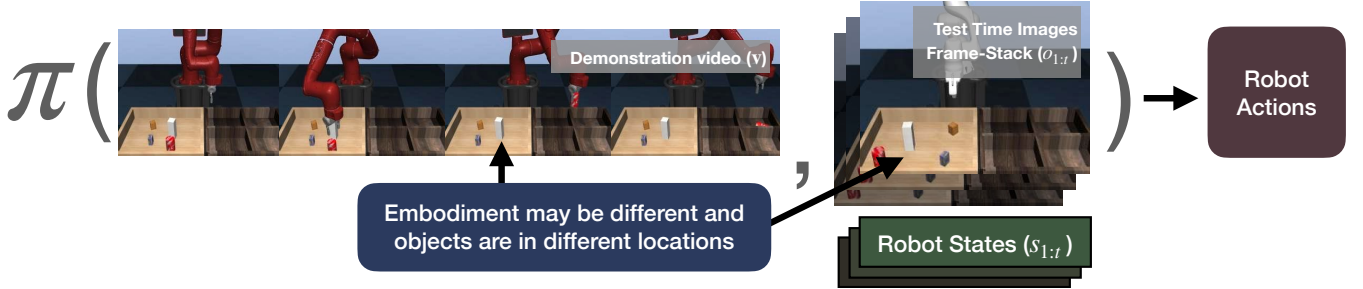 π(
Demonstration video (v)
,
Test Time Images
Frame-Stack (o₁:t)
)
Robot
Actions
Embodiment may be different and
objects are in different locations
Robot States (s₁:t)